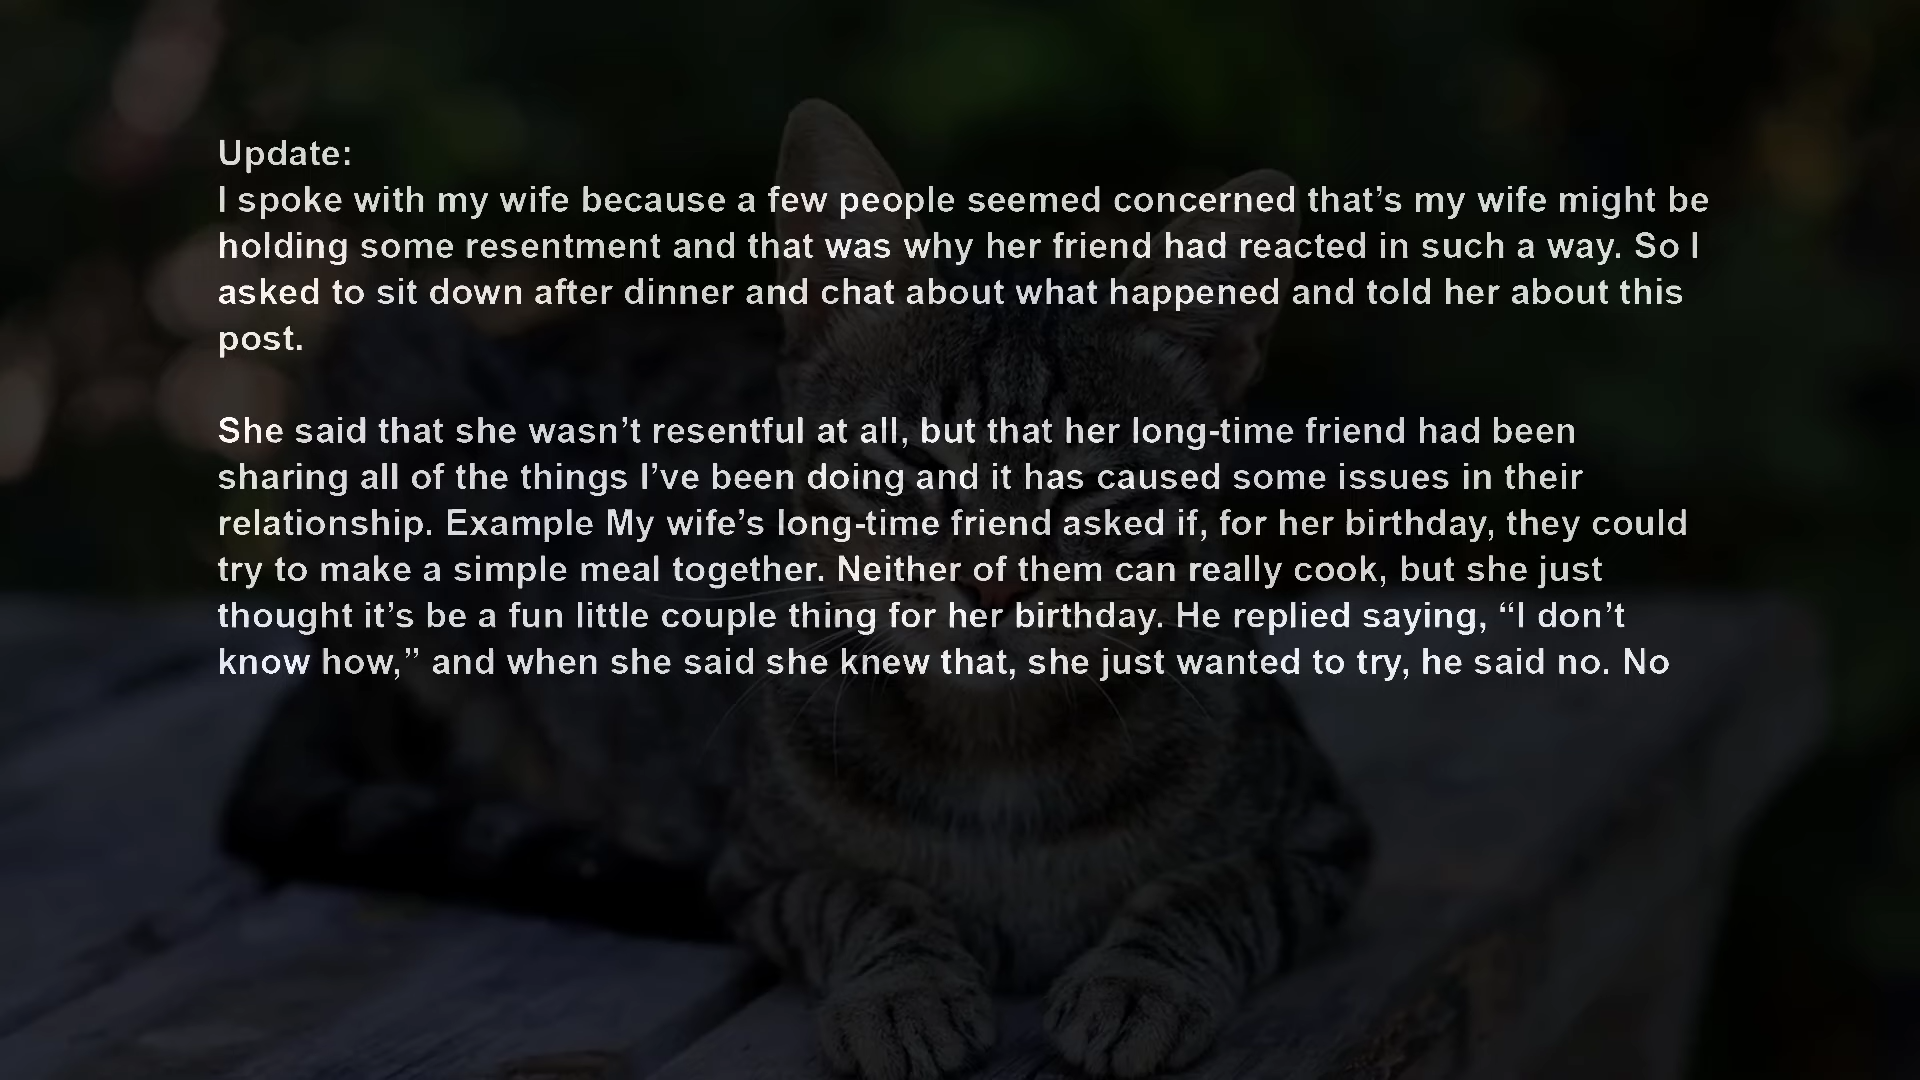 Update:
I spoke with my wife because a few people seemed concerned that’s my wife might be
holding some resentment and that was why her friend had reacted in such a way. So I
asked to sit down after dinner and chat about what happened and told her about this
post.
She said that she wasn’t resentful at all, but that her long-time friend had been
sharing all of the things I’ve been doing and it has caused some issues in their
relationship. Example My wife’s long-time friend asked if, for her birthday, they could
try to make a simple meal together. Neither of them can really cook, but she just
thought it’s be a fun little couple thing for her birthday. He replied saying, “I don’t
know how,” and when she said she knew that, she just wanted to try, he said no. No